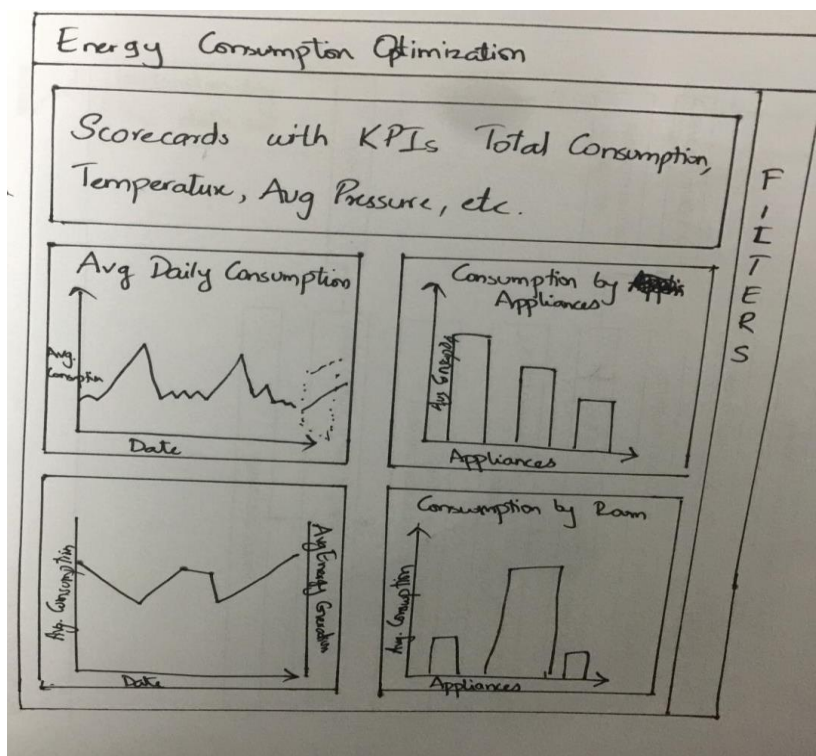 Energy Consumption Optimization
Scorecards with KPIs Total Consumption,
Temperature, Avg Pressure, etc.
FILTERS
Avg Daily Consumption
Avg.
Consumption
Date
Consumption by
Appliances
Avg
Appliances
Avg. Consumption
Avg Energy Generation
Date
Consumption by Room
Avg. Consumption
Appliances